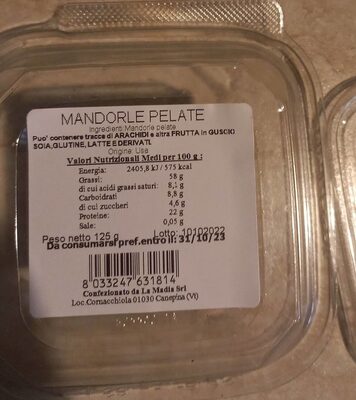 MANDORLE PELATE
Ingredienti Mandorle pelate
Puo' contenere tracce di ARACHIDI e altra FRUTTA in GUSCIO
SOIA,GLUTINE, LATTE E DERIVATI.
Origine: Usa
Valori Nutrizionali Medi per 100 g :
Energia: 2405,8 kJ/ 575 kcal
Grassi: 58 g
di cui acidi grassi saturi: 8,1 g
Carboidrati 8,8 g
di cui zuccheri 4,6 g
Proteine: 22 g
Sale: 0,05 g
Peso netto 125 g Lotto: 10102022
Da consumarsi pref.entro il: 31/10/23
8 033247 631814
Confezionato da La Madia Srl
Loc.Cornacchiola 01030 Canepina (Vt)